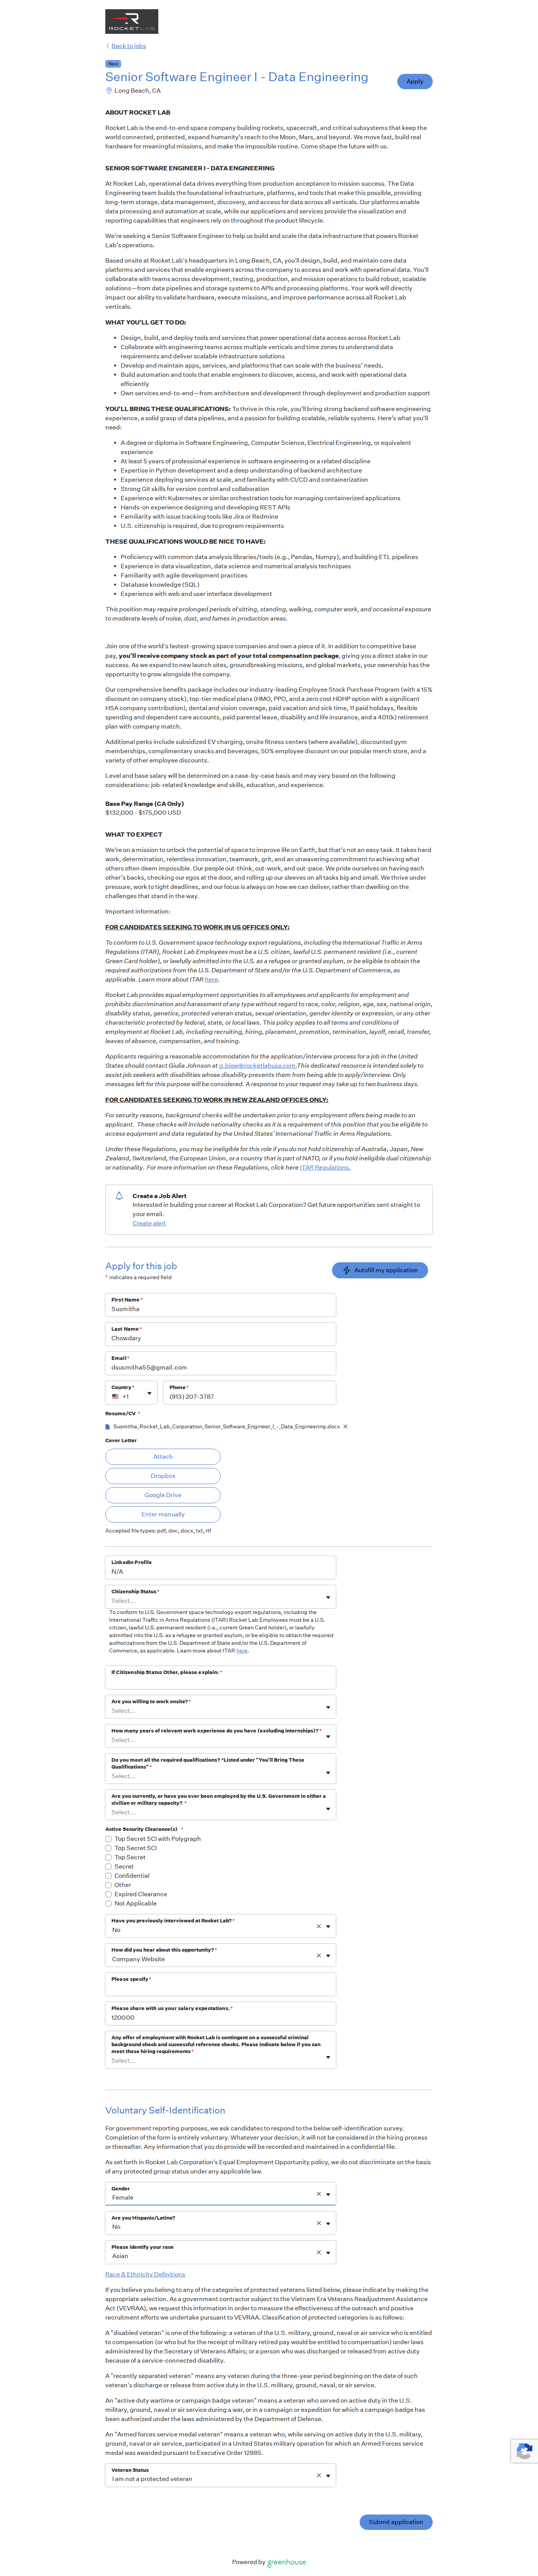 ROCKETLAB
Back to jobs
New
Senior Software Engineer I - Data Engineering
Apply
Long Beach, CA
ABOUT ROCKET LAB
Rocket Lab is the end-to-end space company building rockets, spacecraft, and critical subsystems that keep the
world connected, protected, expand humanity's reach to the Moon, Mars, and beyond. We move fast, build real
hardware for meaningful missions, and make the impossible routine. Come shape the future with us.
SENIOR SOFTWARE ENGINEER I - DATA ENGINEERING
At Rocket Lab, operational data drives everything from production acceptance to mission success. The Data
Engineering team builds the foundational infrastructure, platforms, and tools that make this possible, providing
long-term storage, data management, discovery, and access for data across all verticals. Our platforms enable
data processing and automation at scale, while our applications and services provide the visualization and
reporting capabilities that engineers rely on throughout the product lifecycle.
We're seeking a Senior Software Engineer to help us build and scale the data infrastructure that powers Rocket
Lab's operations.
Based onsite at Rocket Lab's headquarters in Long Beach, CA, you'll design, build, and maintain core data
platforms and services that enable engineers across the company to access and work with operational data. You'll
collaborate with teams across development, testing, production, and mission operations to build robust, scalable
solutions—from data pipelines and storage systems to APIs and processing platforms. Your work will directly
impact our ability to validate hardware, execute missions, and improve performance across all Rocket Lab
verticals.
WHAT YOU'LL GET TO DO:
• Design, build, and deploy tools and services that power operational data access across Rocket Lab
• Collaborate with engineering teams across multiple verticals and time zones to understand data
requirements and deliver scalable infrastructure solutions
• Develop and maintain apps, services, and platforms that can scale with the business' needs.
• Build automation and tools that enable engineers to discover, access, and work with operational data
efficiently
• Own services end-to-end—from architecture and development through deployment and production support
YOU'LL BRING THESE QUALIFICATIONS: To thrive in this role, you'll bring strong backend software engineering
experience, a solid grasp of data pipelines, and a passion for building scalable, reliable systems. Here's what you'll
need:
• A degree or diploma in Software Engineering, Computer Science, Electrical Engineering, or equivalent
experience
• At least 5 years of professional experience in software engineering or a related discipline
• Expertise in Python development and a deep understanding of backend architecture
• Experience deploying services at scale, and familiarity with CI/CD and containerization
• Strong Git skills for version control and collaboration
• Experience with Kubernetes or similar orchestration tools for managing containerized applications
• Hands-on experience designing and developing REST APIs
• Familiarity with issue tracking tools like Jira or Redmine
• U.S. citizenship is required, due to program requirements
THESE QUALIFICATIONS WOULD BE NICE TO HAVE:
• Proficiency with common data analysis libraries/tools (e.g., Pandas, Numpy), and building ETL pipelines
• Experience in data visualization, data science and numerical analysis techniques
• Familiarity with agile development practices
• Database knowledge (SQL)
• Experience with web and user interface development
This position may require prolonged periods of sitting, standing, walking, computer work, and occasional exposure
to moderate levels of noise, dust, and fumes in production areas.
Join one of the world's fastest-growing space companies and own a piece of it. In addition to competitive base
pay, you'll receive company stock as part of your total compensation package, giving you a direct stake in our
success. As we expand to new launch sites, groundbreaking missions, and global markets, your ownership has the
opportunity to grow alongside the company.
Our comprehensive benefits package includes our industry-leading Employee Stock Purchase Program (with a 15%
discount on company stock), top-tier medical plans (HMO, PPO, and a zero cost HDHP option with a significant
HSA company contribution), dental and vision coverage, paid vacation and sick time, 11 paid holidays, flexible
spending and dependent care accounts, paid parental leave, disability and life insurance, and a 401(k) retirement
plan with company match.
Additional perks include subsidized EV charging, onsite fitness centers (where available), discounted gym
memberships, complimentary snacks and beverages, 50% employee discount on our popular merch store, and a
variety of other employee discounts.
Level and base salary will be determined on a case-by-case basis and may vary based on the following
considerations: job-related knowledge and skills, education, and experience.
Base Pay Range (CA Only)
$132,000 - $175,000 USD
WHAT TO EXPECT
We're on a mission to unlock the potential of space to improve life on Earth, but that's not an easy task. It takes hard
work, determination, relentless innovation, teamwork, grit, and an unwavering commitment to achieving what
others often deem impossible. Our people out-think, out-work, and out-pace. We pride ourselves on having each
other's backs, checking our egos at the door, and rolling up our sleeves on all tasks big and small. We thrive under
pressure, work to tight deadlines, and our focus is always on how we can deliver, rather than dwelling on the
challenges that stand in the way.
Important information:
FOR CANDIDATES SEEKING TO WORK IN US OFFICES ONLY:
To conform to U.S. Government space technology export regulations, including the International Traffic in Arms
Regulations (ITAR), Rocket Lab Employees must be a U.S. citizen, lawful U.S. permanent resident (i.e., current
Green Card holder), or lawfully admitted into the U.S. as a refugee or granted asylum, or be eligible to obtain the
required authorizations from the U.S. Department of State and/or the U.S. Department of Commerce, as
applicable. Learn more about ITAR here.
Rocket Lab provides equal employment opportunities to all employees and applicants for employment and
prohibits discrimination and harassment of any type without regard to race, color, religion, age, sex, national origin,
disability status, genetics, protected veteran status, sexual orientation, gender identity or expression, or any other
characteristic protected by federal, state, or local laws. This policy applies to all terms and conditions of
employment at Rocket Lab, including recruiting, hiring, placement, promotion, termination, layoff, recall, transfer,
leaves of absence, compensation, and training.
Applicants requiring a reasonable accommodation for the application/interview process for a job in the United
States should contact Giulia Johnson at g.biow@rocketlabusa.com.This dedicated resource is intended solely to
assist job seekers with disabilities whose disability prevents them from being able to apply/interview. Only
messages left for this purpose will be considered. A response to your request may take up to two business days.
FOR CANDIDATES SEEKING TO WORK IN NEW ZEALAND OFFICES ONLY:
For security reasons, background checks will be undertaken prior to any employment offers being made to an
applicant. These checks will include nationality checks as it is a requirement of this position that you be eligible to
access equipment and data regulated by the United States' International Traffic in Arms Regulations.
Under these Regulations, you may be ineligible for this role if you do not hold citizenship of Australia, Japan, New
Zealand, Switzerland, the European Union, or a country that is part of NATO, or if you hold ineligible dual citizenship
or nationality. For more information on these Regulations, click here ITAR Regulations.
Create a Job Alert
Interested in building your career at Rocket Lab Corporation? Get future opportunities sent straight to
your email.
Create alert
Apply for this job
* indicates a required field
Autofill my application
First Name*
Susmitha
Last Name*
Chowdary
Email*
dsusmitha55@gmail.com
Country*
+1
Phone*
(913) 207-3787
Resume/CV *
Susmitha_Rocket_Lab_Corporation_Senior_Software_Engineer_I_-_Data_Engineering.docx
Cover Letter
Attach
Dropbox
Google Drive
Enter manually
Accepted file types: pdf, doc, docx, txt, rtf
LinkedIn Profile
N/A
Citizenship Status*
Select...
To conform to U.S. Government space technology export regulations, including the
International Traffic in Arms Regulations (ITAR) Rocket Lab Employees must be a U.S.
citizen, lawful U.S. permanent resident (i.e., current Green Card holder), or lawfully
admitted into the U.S. as a refugee or granted asylum, or be eligible to obtain the required
authorizations from the U.S. Department of State and/or the U.S. Department of
Commerce, as applicable. Learn more about ITAR here.
If Citizenship Status Other, please explain:*
Are you willing to work onsite?*
Select...
How many years of relevant work experience do you have (excluding internships)?*
Select...
Do you meet all the required qualifications? *Listed under "You'll Bring These
Qualifications"*
Select...
Are you currently, or have you ever been employed by the U.S. Government in either a
civilian or military capacity? *
Select...
Active Security Clearance(s) *
Top Secret SCI with Polygraph
Top Secret SCI
Top Secret
Secret
Confidential
Other
Expired Clearance
Not Applicable
Have you previously interviewed at Rocket Lab?*
No
How did you hear about this opportunity?*
Company Website
Please specify*
Please share with us your salary expectations.*
120000
Any offer of employment with Rocket Lab is contingent on a successful criminal
background check and successful reference checks. Please indicate below if you can
meet these hiring requirements*
Select...
Voluntary Self-Identification
For government reporting purposes, we ask candidates to respond to the below self-identification survey.
Completion of the form is entirely voluntary. Whatever your decision, it will not be considered in the hiring process
or thereafter. Any information that you do provide will be recorded and maintained in a confidential file.
As set forth in Rocket Lab Corporation's Equal Employment Opportunity policy, we do not discriminate on the basis
of any protected group status under any applicable law.
Gender
Female
Are you Hispanic/Latino?
No
Please identify your race
Asian
Race & Ethnicity Definitions
If you believe you belong to any of the categories of protected veterans listed below, please indicate by making the
appropriate selection. As a government contractor subject to the Vietnam Era Veterans Readjustment Assistance
Act (VEVRAA), we request this information in order to measure the effectiveness of the outreach and positive
recruitment efforts we undertake pursuant to VEVRAA. Classification of protected categories is as follows:
A "disabled veteran" is one of the following: a veteran of the U.S. military, ground, naval or air service who is entitled
to compensation (or who but for the receipt of military retired pay would be entitled to compensation) under laws
administered by the Secretary of Veterans Affairs; or a person who was discharged or released from active duty
because of a service-connected disability.
A "recently separated veteran" means any veteran during the three-year period beginning on the date of such
veteran's discharge or release from active duty in the U.S. military, ground, naval, or air service.
An "active duty wartime or campaign badge veteran" means a veteran who served on active duty in the U.S.
military, ground, naval or air service during a war, or in a campaign or expedition for which a campaign badge has
been authorized under the laws administered by the Department of Defense.
An "Armed forces service medal veteran" means a veteran who, while serving on active duty in the U.S. military,
ground, naval or air service, participated in a United States military operation for which an Armed Forces service
medal was awarded pursuant to Executive Order 12985.
Veteran Status
I am not a protected veteran
Submit application
Powered by greenhouse